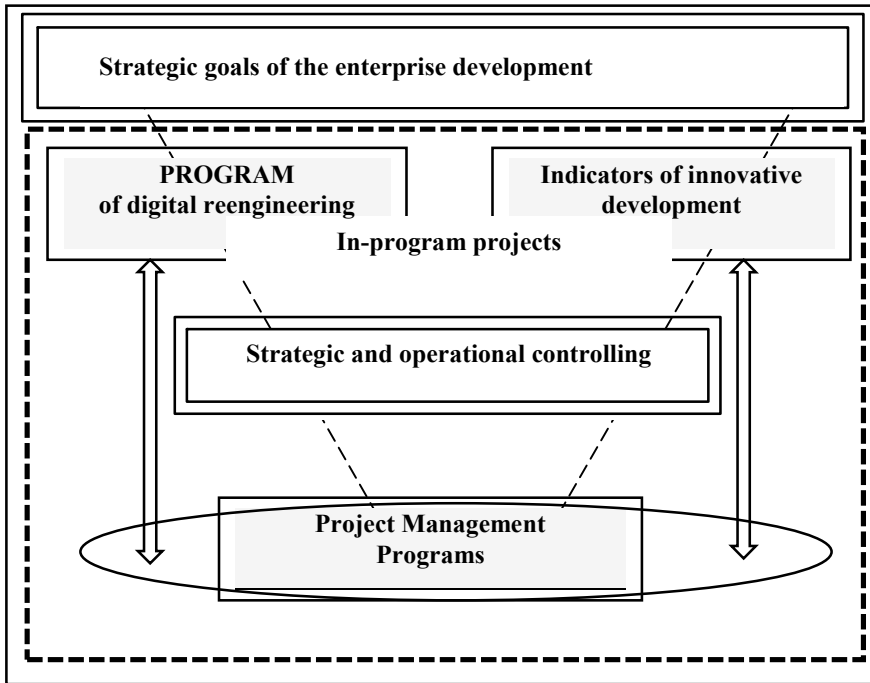 Strategic goals of the enterprise development
PROGRAM
of digital reengineering
Indicators of innovative
development
In-program projects
Strategic and operational controlling
Project Management
Programs